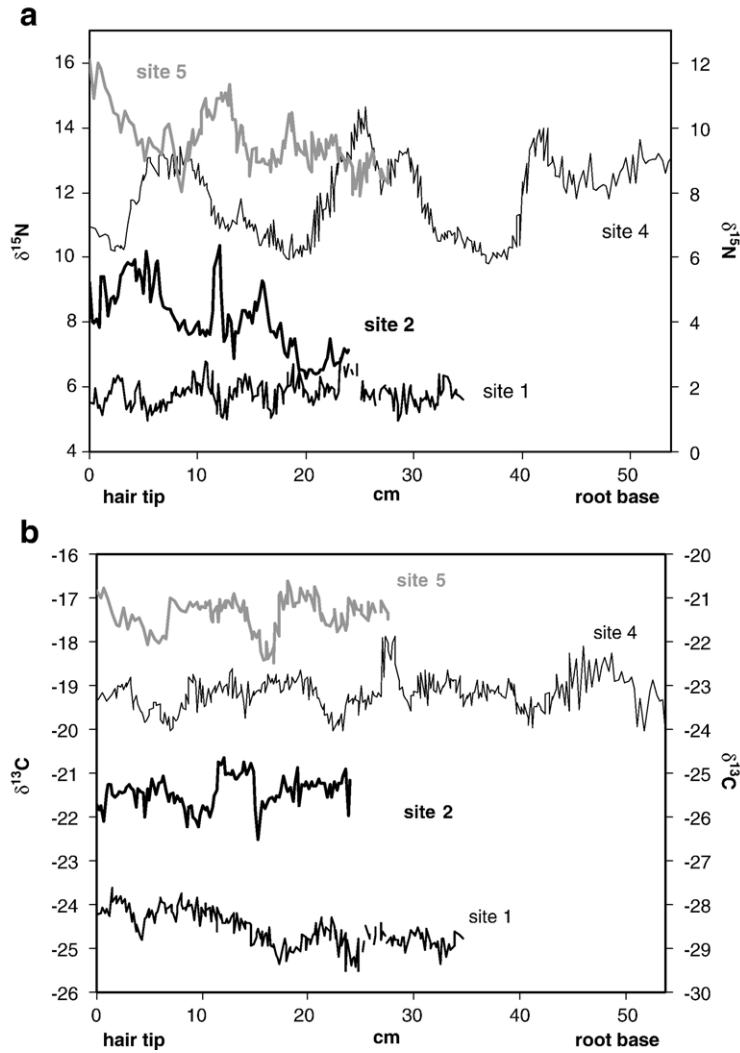 a
16
14
12
10
8
6
4
12
10
8
6
4
2
0
δ15N
δ15N
site 5
site 4
site 2
site 1
0 10 20 30 40 50
hair tip cm root base
b
-16
-17
-18
-19
-20
-21
-22
-23
-24
-25
-26
-20
-21
-22
-23
-24
-25
-26
-27
-28
-29
-30
δ13C
δ13C
site 5
site 4
site 2
site 1
0 10 20 30 40 50
hair tip cm root base